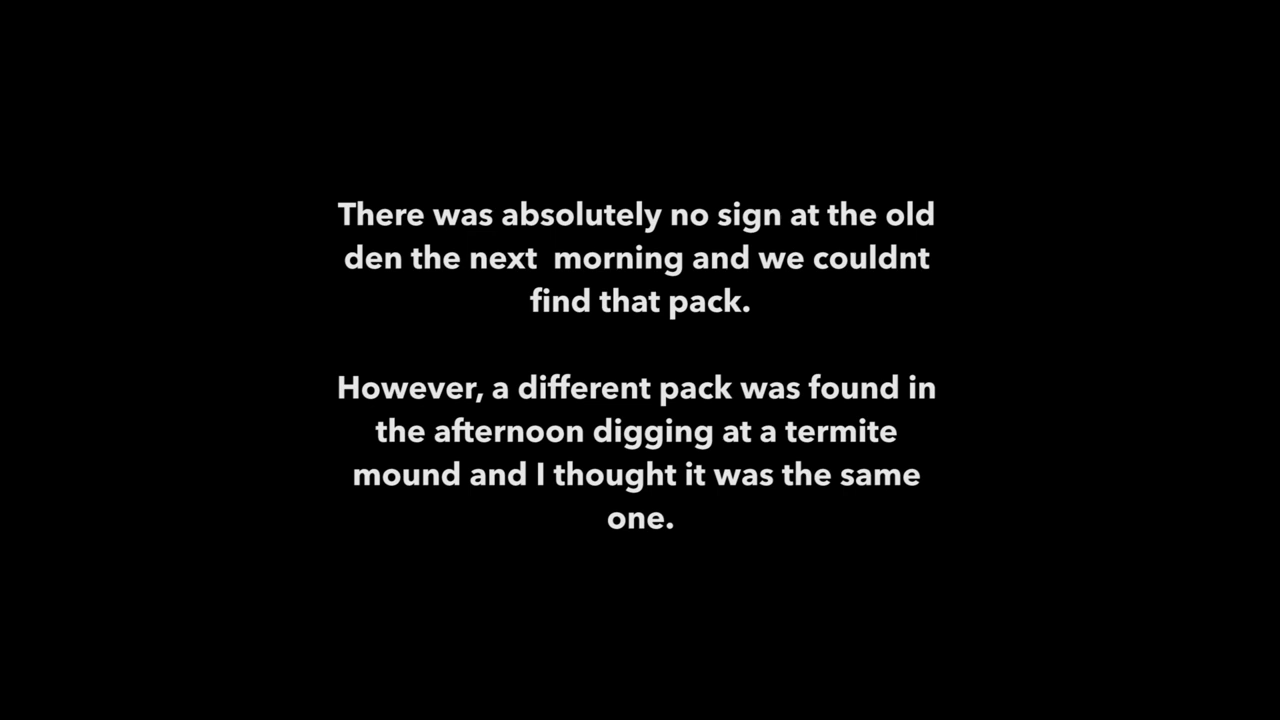 There was absolutely no sign at the old
den the next  morning and we couldnt
find that pack.
However, a different pack was found in
the afternoon digging at a termite
mound and I thought it was the same
one.